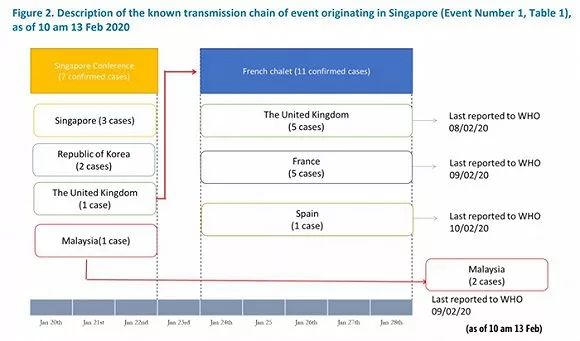 Figure 2. Description of the known transmission chain of event originating in Singapore (Event Number 1, Table 1),
as of 10 am 13 Feb 2020
Singapore Conference
(7 confirmed cases)
French chalet (11 confirmed cases)
Singapore (3 cases)
Republic of Korea
(2 cases)
The United Kingdom
(1 case)
Malaysia(1 case)
The United Kingdom
(5 cases)
Last reported to WHO
08/02/20
France
(5 cases)
Last reported to WHO
09/02/20
Spain
(1 case)
Last reported to WHO
10/02/20
Malaysia
(2 cases)
Last reported to WHO
09/02/20
Jan 20th Jan 21st Jan 22nd Jan 23rd Jan 24th Jan 25 Jan 26th Jan 27th Jan 28th
(as of 10 am 13 Feb)